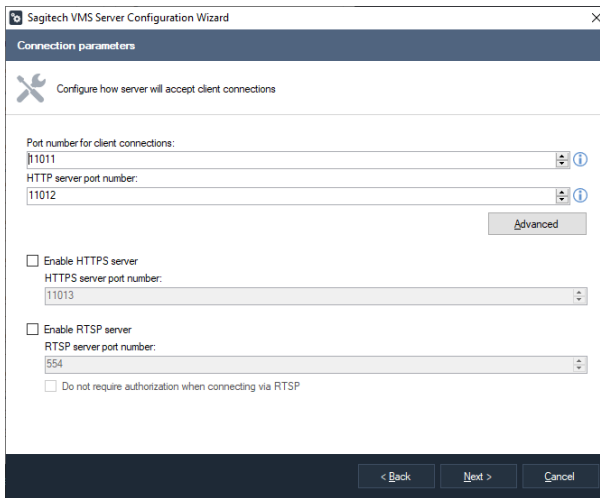 Sagitech VMS Server Configuration Wizard
Connection parameters
Configure how server will accept client connections
Port number for client connections:
11011
HTTP server port number:
11012
Advanced
Enable HTTPS server
HTTPS server port number:
11013
Enable RTSP server
RTSP server port number:
554
Do not require authorization when connecting via RTSP
< Back Next > Cancel